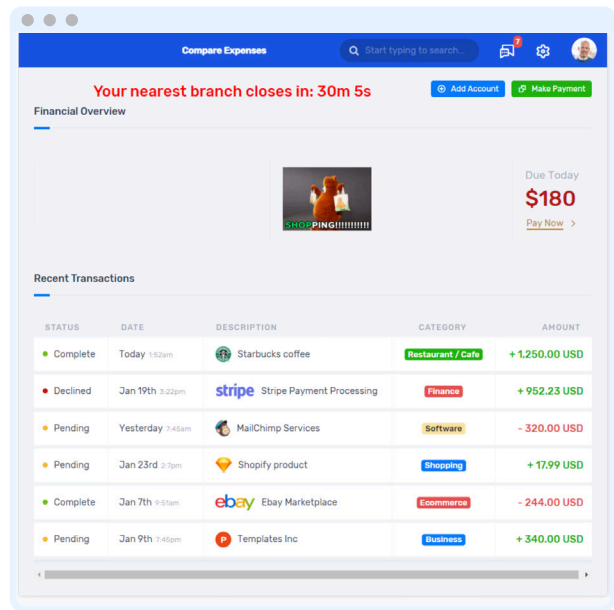 Compare Expenses
Start typing to search...
7
Your nearest branch closes in: 30m 5s
Add Account
Make Payment
Financial Overview
SHOPPING!!!!!!!!!!
Due Today
$180
Pay Now >
Recent Transactions
STATUS DATE DESCRIPTION CATEGORY AMOUNT
Complete Today 1:52am Starbucks coffee Restaurant / Cafe + 1,250.00 USD
Declined Jan 19th 3:22pm stripe Stripe Payment Processing Finance + 952.23 USD
Pending Yesterday 7:45am MailChimp Services Software - 320.00 USD
Pending Jan 23rd 2:7pm Shopify product Shopping + 17.99 USD
Complete Jan 7th 9:51am ebay Ebay Marketplace Ecommerce - 244.00 USD
Pending Jan 9th 7:45pm P Templates Inc Business + 340.00 USD